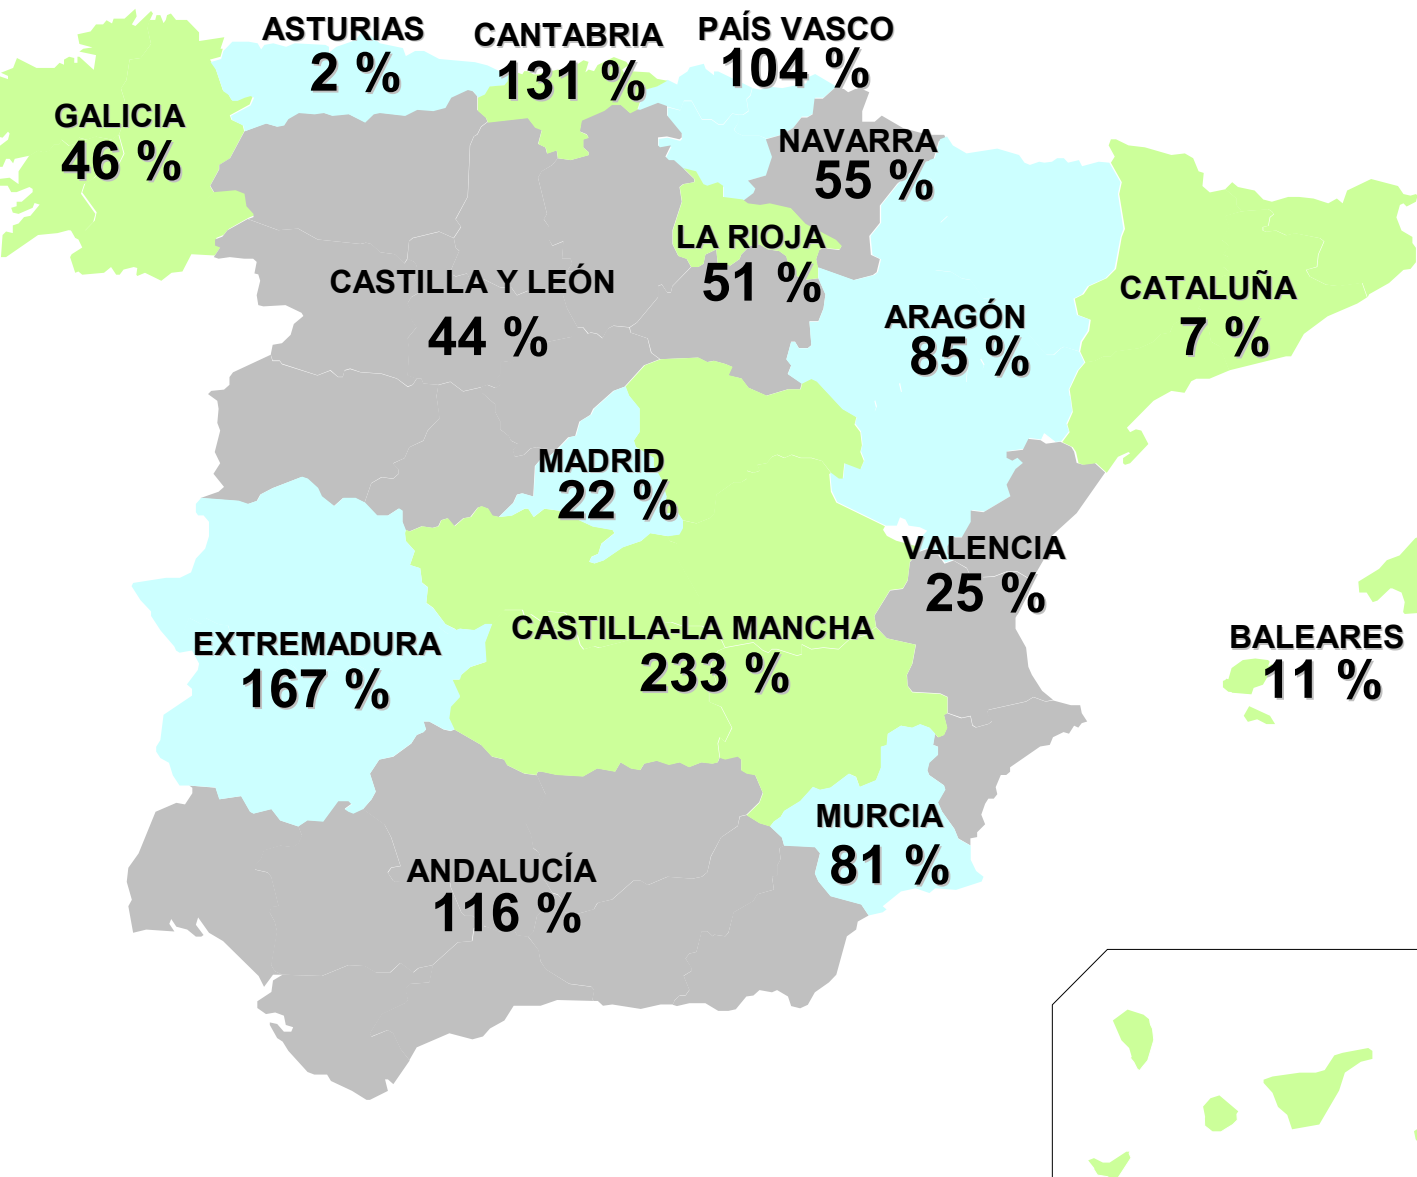 ASTURIAS
2 %
CANTABRIA
131 %
PAÍS VASCO
104 %
GALICIA
46 %
NAVARRA
55 %
LA RIOJA
51 %
CASTILLA Y LEÓN
44 %
ARAGÓN
85 %
CATALUÑA
7 %
MADRID
22 %
VALENCIA
25 %
EXTREMADURA
167 %
CASTILLA-LA MANCHA
233 %
BALEARES
11 %
MURCIA
81 %
ANDALUCÍA
116 %